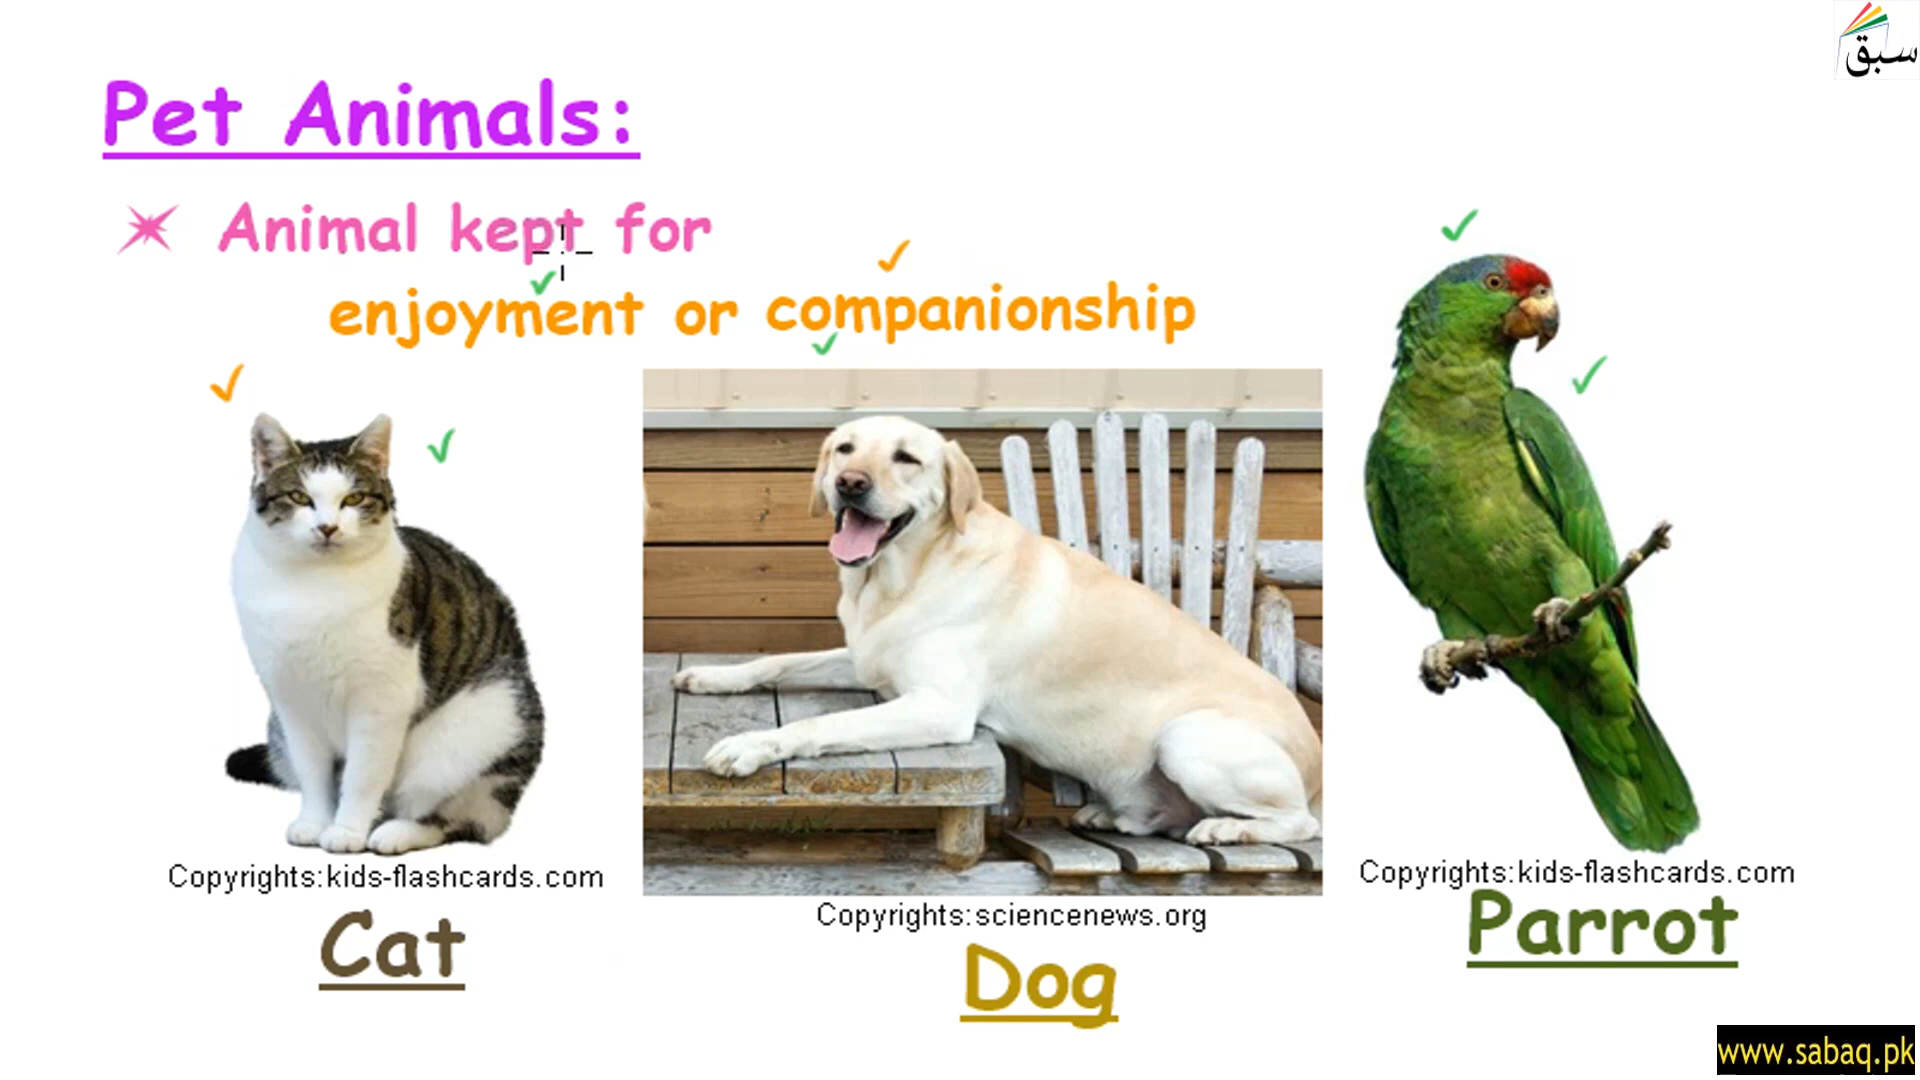 سبق
Pet Animals:
Animal kept for
enjoyment or companionship
Copyrights:kids-flashcards.com
Cat
Copyrights:sciencenews.org
Dog
Copyrights:kids-flashcards.com
Parrot
www.sabaq.pk